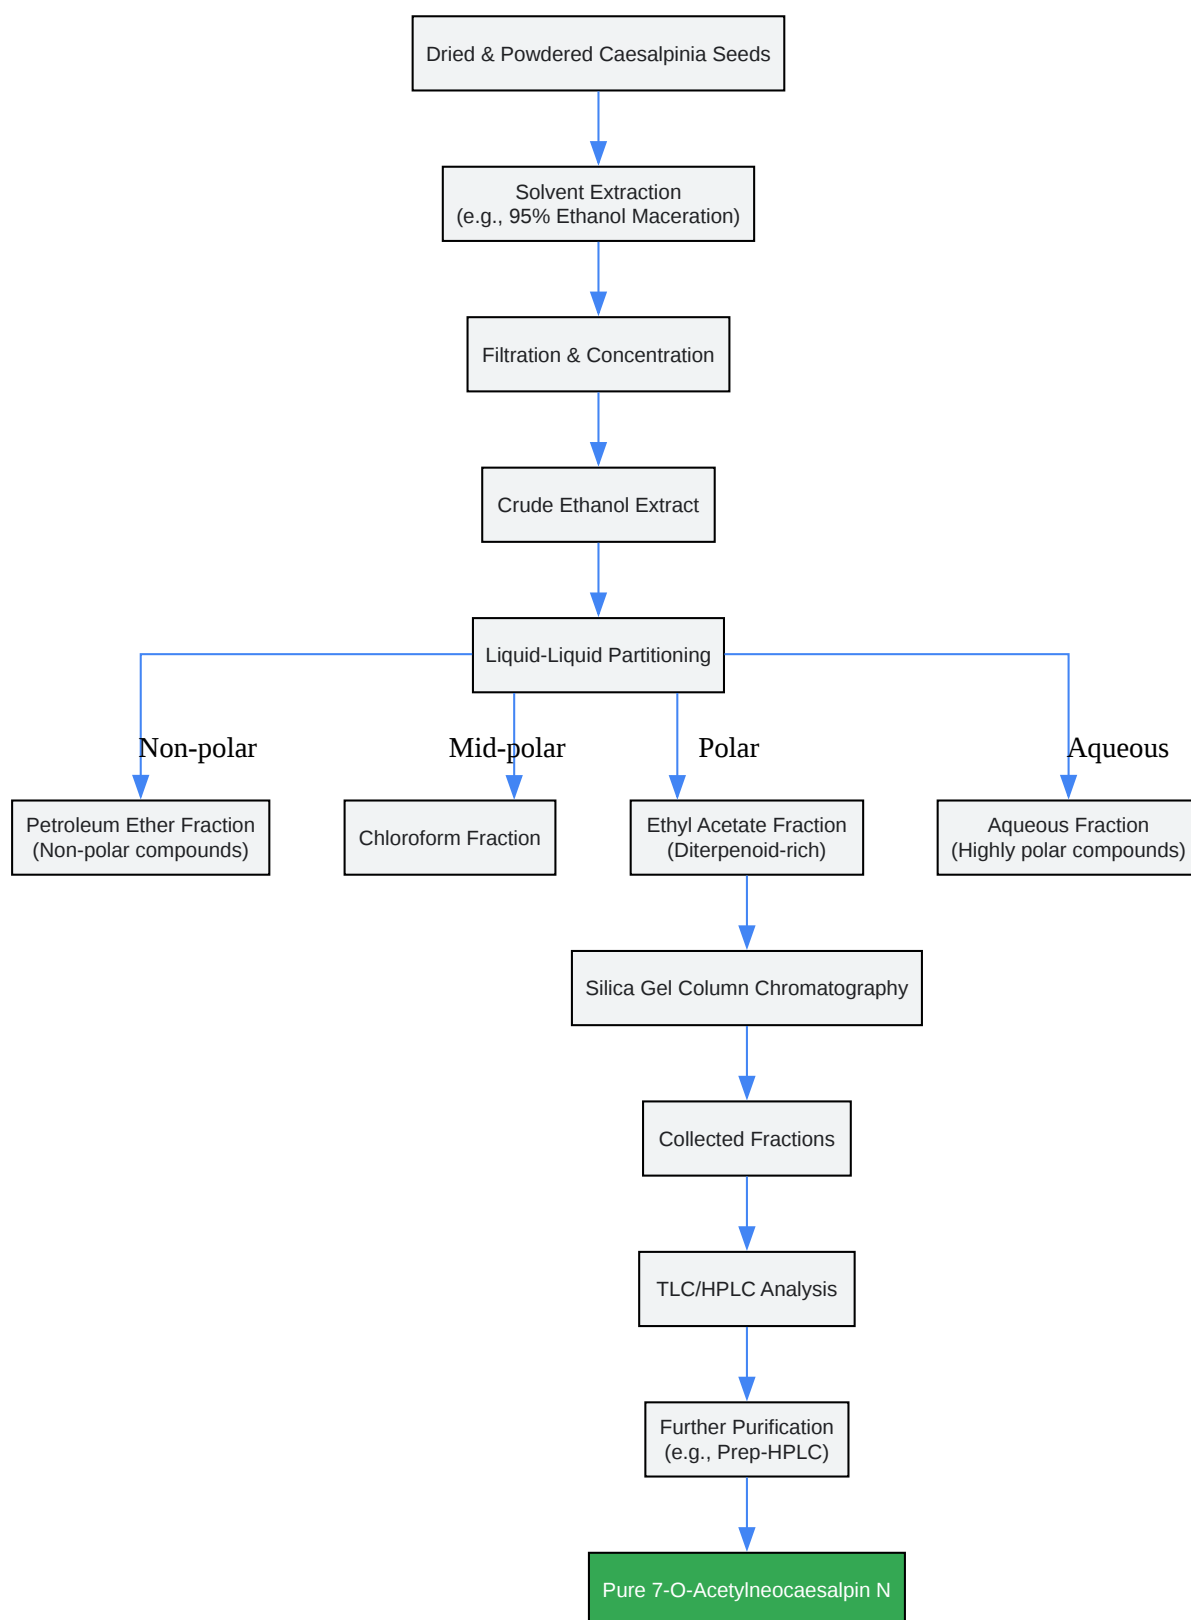 Dried & Powdered Caesalpinia Seeds
Solvent Extraction
(e.g., 95% Ethanol Maceration)
Filtration & Concentration
Crude Ethanol Extract
Liquid-Liquid Partitioning
Non-polar
Mid-polar
Polar
Aqueous
Petroleum Ether Fraction
(Non-polar compounds)
Chloroform Fraction
Ethyl Acetate Fraction
(Diterpenoid-rich)
Aqueous Fraction
(Highly polar compounds)
Silica Gel Column Chromatography
Collected Fractions
TLC/HPLC Analysis
Further Purification
(e.g., Prep-HPLC)
Pure 7-O-Acetylneocaesalpin N